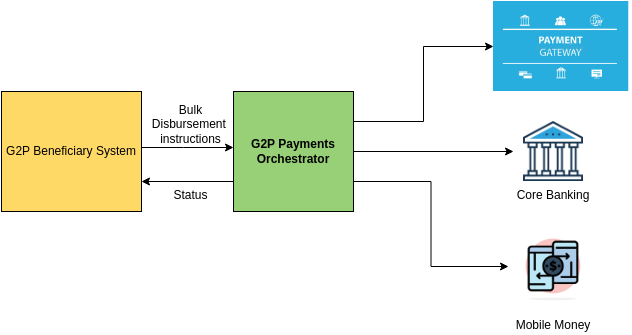 PAYMENT
GATEWAY
Bulk
Disbursement
instructions
G2P Beneficiary System
G2P Payments
Orchestrator
Status
Core Banking
Mobile Money